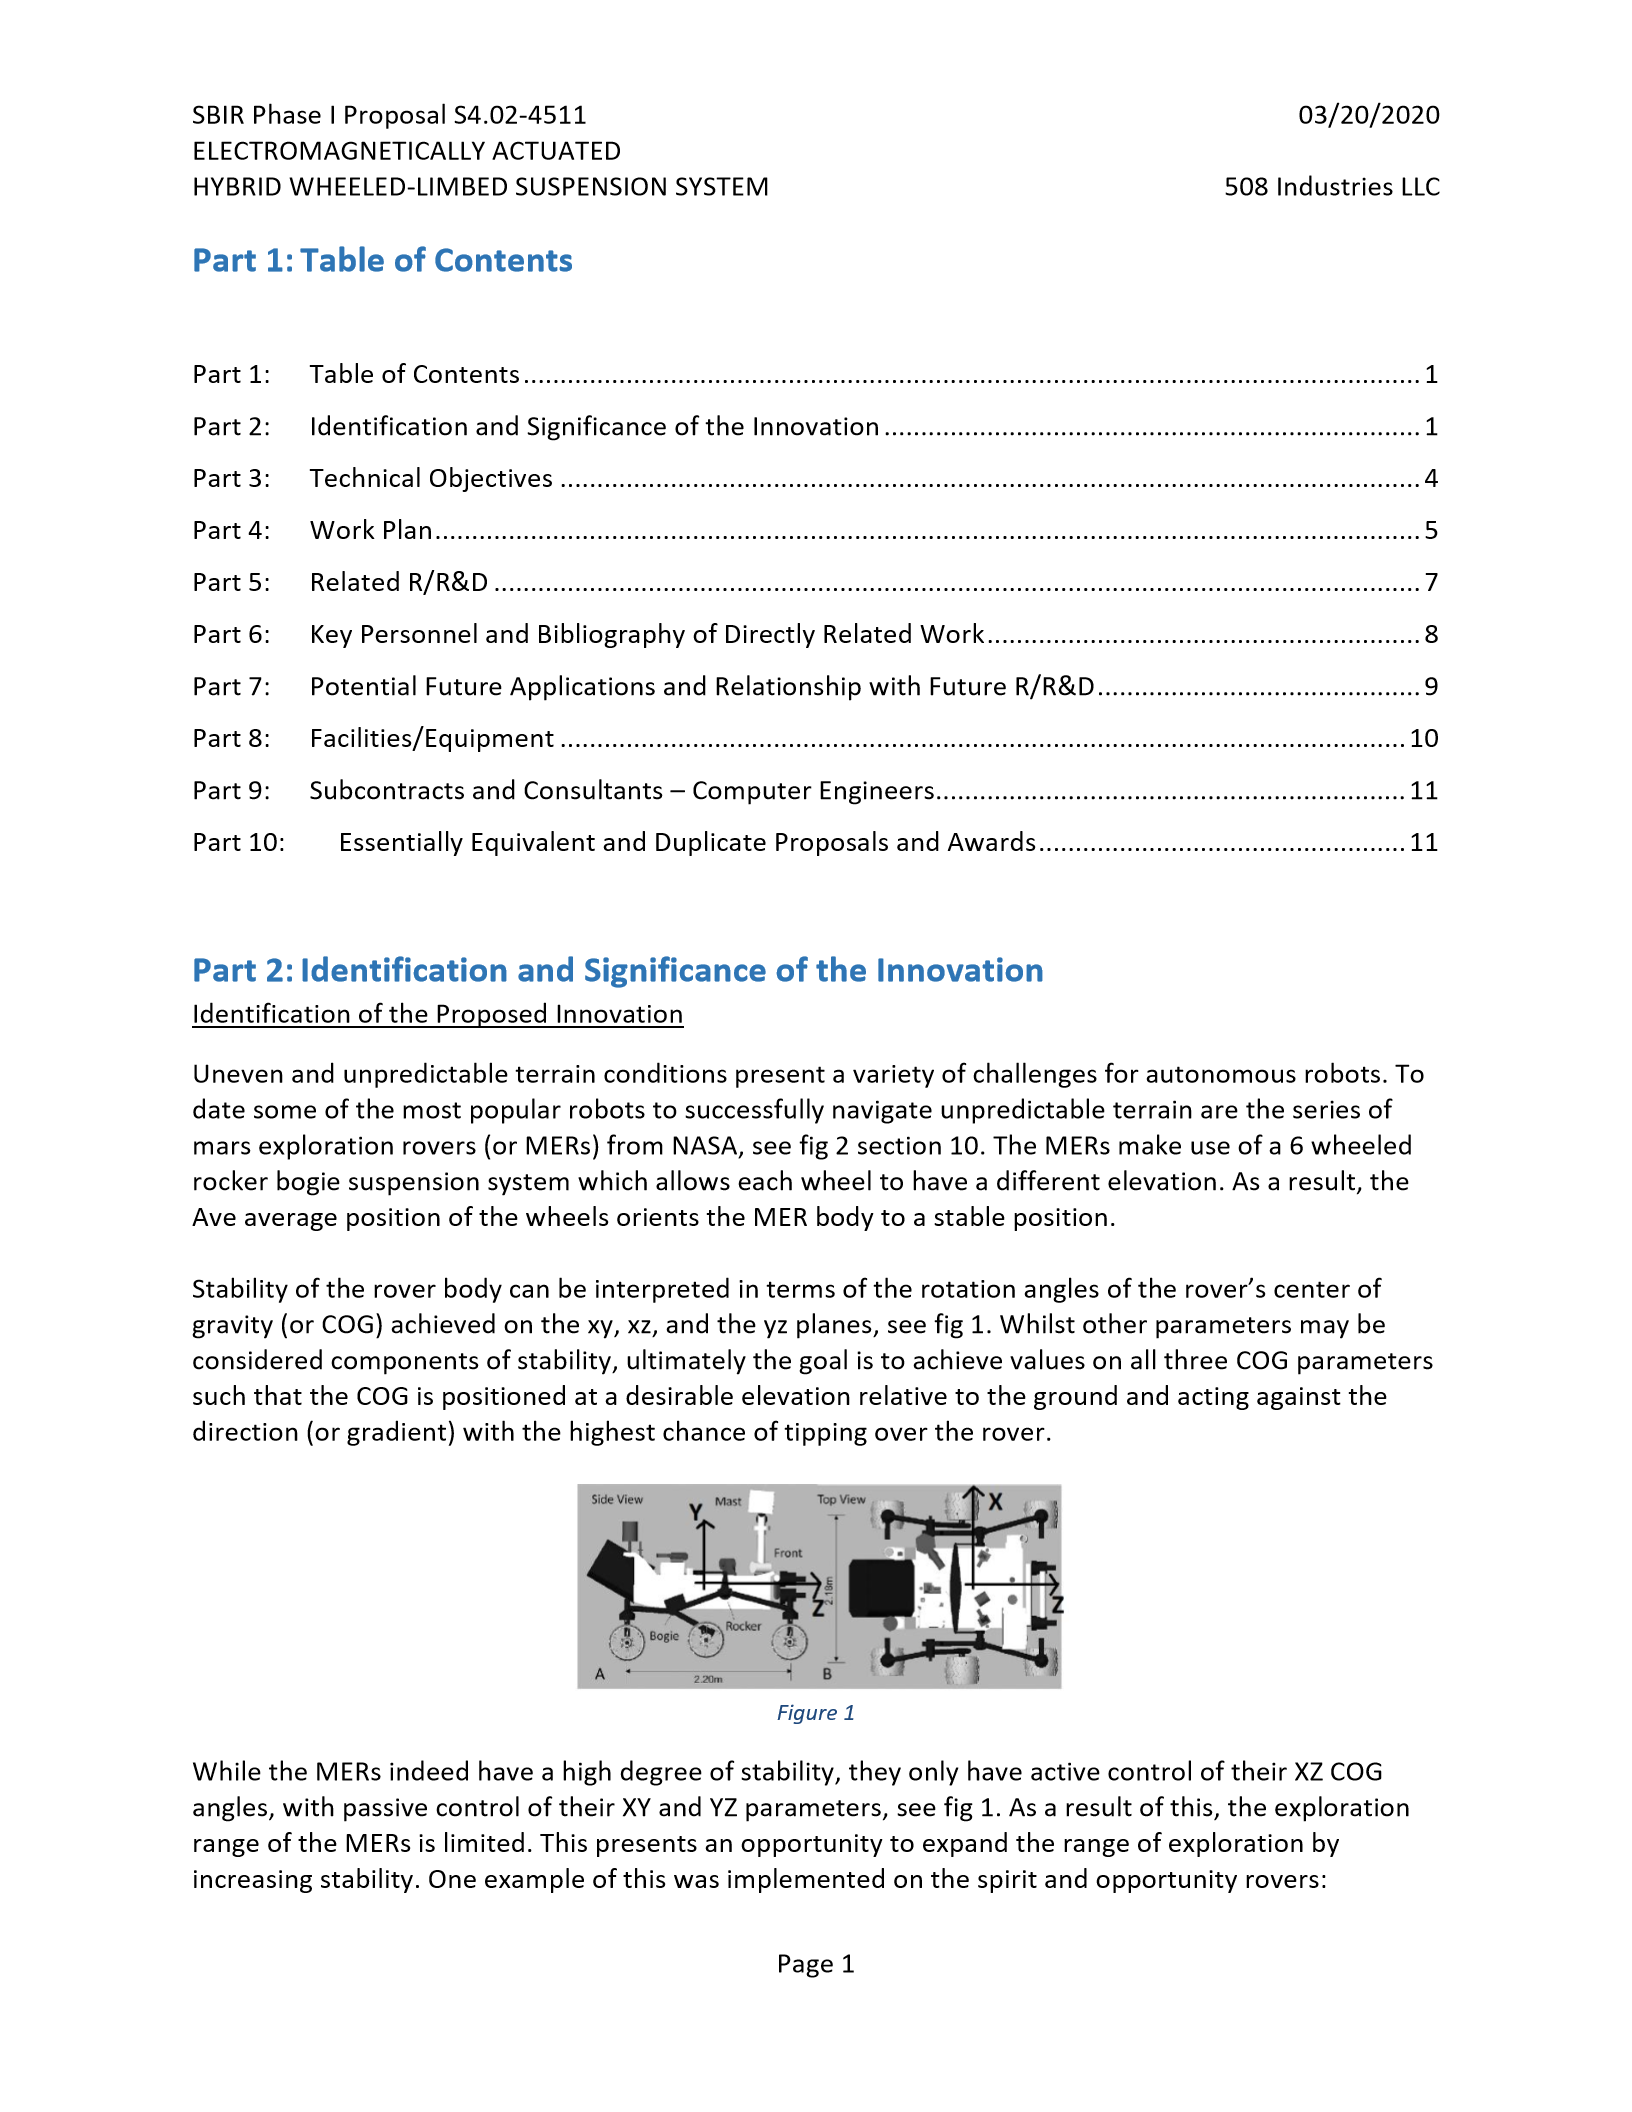 SBIR Phase I Proposal S4.02-4511 03/20/2020
ELECTROMAGNETICALLY ACTUATED
HYBRID WHEELED-LIMBED SUSPENSION SYSTEM 508 Industries LLC
Part 1: Table of Contents
Part 1: Table of Contents 1
Part 2: Identification and Significance of the Innovation 1
Part 3: Technical Objectives 4
Part 4: Work Plan 5
Part 5: Related R/R&D 7
Part 6: Key Personnel and Bibliography of Directly Related Work 8
Part 7: Potential Future Applications and Relationship with Future R/R&D 9
Part 8: Facilities/Equipment 10
Part 9: Subcontracts and Consultants – Computer Engineers 11
Part 10: Essentially Equivalent and Duplicate Proposals and Awards 11
Part 2: Identification and Significance of the Innovation
Identification of the Proposed Innovation
Uneven and unpredictable terrain conditions present a variety of challenges for autonomous robots. To
date some of the most popular robots to successfully navigate unpredictable terrain are the series of
mars exploration rovers (or MERs) from NASA, see fig 2 section 10. The MERs make use of a 6 wheeled
rocker bogie suspension system which allows each wheel to have a different elevation. As a result, the
Ave average position of the wheels orients the MER body to a stable position.
Stability of the rover body can be interpreted in terms of the rotation angles of the rover’s center of
gravity (or COG) achieved on the xy, xz, and the yz planes, see fig 1. Whilst other parameters may be
considered components of stability, ultimately the goal is to achieve values on all three COG parameters
such that the COG is positioned at a desirable elevation relative to the ground and acting against the
direction (or gradient) with the highest chance of tipping over the rover.
Side View Mast Top View
Y X
Front
2.18m
Z Z
Bogie Rocker
A 2.20m B
Figure 1
While the MERs indeed have a high degree of stability, they only have active control of their XZ COG
angles, with passive control of their XY and YZ parameters, see fig 1. As a result of this, the exploration
range of the MERs is limited. This presents an opportunity to expand the range of exploration by
increasing stability. One example of this was implemented on the spirit and opportunity rovers:
Page 1